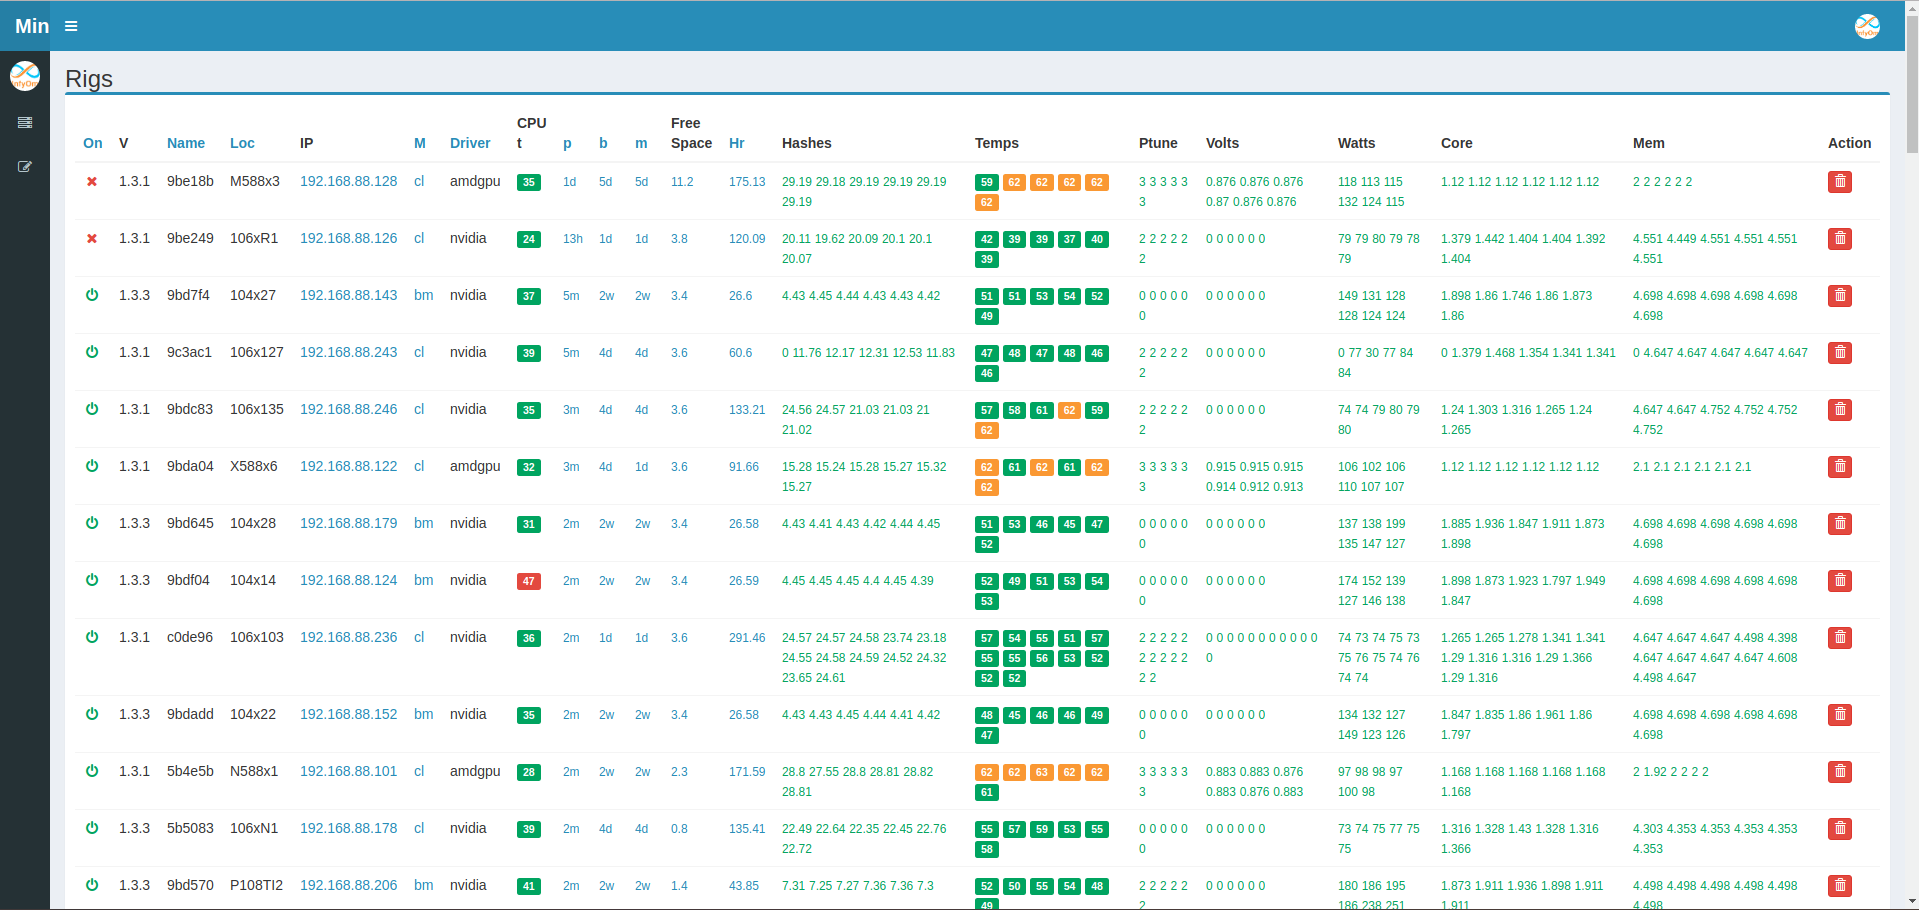 Min
Rigs
On V Name Loc IP M Driver CPU t p b m Free Space Hr Hashes Temps Ptune Volts Watts Core Mem Action
1.3.1 9be18b M588x3 192.168.88.128 cl amdgpu 35 1d 5d 5d 11.2 175.13 29.19 29.18 29.19 29.19 29.19 59 62 62 62 62 3 3 3 3 3 0.876 0.876 0.876 118 113 115 1.12 1.12 1.12 1.12 1.12 1.12 2 2 2 2 2 2
29.19 62 3 0.87 0.876 0.876 132 124 115
1.3.1 9be249 106xR1 192.168.88.126 cl nvidia 24 13h 1d 1d 3.8 120.09 20.11 19.62 20.09 20.1 20.1 42 39 39 37 40 2 2 2 2 2 0 0 0 0 0 0 79 79 80 79 78 1.379 1.442 1.404 1.404 1.392 4.551 4.449 4.551 4.551 4.551
20.07 39 2 79 1.404 4.551
1.3.3 9bd7f4 104x27 192.168.88.143 bm nvidia 37 5m 2w 2w 3.4 26.6 4.43 4.45 4.44 4.43 4.43 4.42 51 51 53 54 52 0 0 0 0 0 0 0 0 0 0 0 149 131 128 1.898 1.86 1.746 1.86 1.873 4.698 4.698 4.698 4.698 4.698
49 0 128 124 124 1.86 4.698
1.3.1 9c3ac1 106x127 192.168.88.243 cl nvidia 39 5m 4d 4d 3.6 60.6 0 11.76 12.17 12.31 12.53 11.83 47 48 47 48 46 2 2 2 2 2 0 0 0 0 0 0 0 77 30 77 84 0 1.379 1.468 1.354 1.341 1.341 0 4.647 4.647 4.647 4.647 4.647
46 2 84
1.3.1 9bdc83 106x135 192.168.88.246 cl nvidia 35 3m 4d 4d 3.6 133.21 24.56 24.57 21.03 21.03 21 57 58 61 62 59 2 2 2 2 2 0 0 0 0 0 0 74 74 79 80 79 1.24 1.303 1.316 1.265 1.24 4.647 4.647 4.752 4.752 4.752
21.02 62 2 80 1.265 4.752
1.3.1 9bda04 X588x6 192.168.88.122 cl amdgpu 32 3m 4d 1d 3.6 91.66 15.28 15.24 15.28 15.27 15.32 62 61 62 61 62 3 3 3 3 3 0.915 0.915 0.915 106 102 106 1.12 1.12 1.12 1.12 1.12 1.12 2.1 2.1 2.1 2.1 2.1 2.1
15.27 62 3 0.914 0.912 0.913 110 107 107
1.3.3 9bd645 104x28 192.168.88.179 bm nvidia 31 2m 2w 2w 3.4 26.58 4.43 4.41 4.43 4.42 4.44 4.45 51 53 46 45 47 0 0 0 0 0 0 0 0 0 0 0 137 138 199 1.885 1.936 1.847 1.911 1.873 4.698 4.698 4.698 4.698 4.698
52 0 135 147 127 1.898 4.698
1.3.3 9bdf04 104x14 192.168.88.124 bm nvidia 47 2m 2w 2w 3.4 26.59 4.45 4.45 4.45 4.4 4.45 4.39 52 49 51 53 54 0 0 0 0 0 0 0 0 0 0 0 174 152 139 1.898 1.873 1.923 1.797 1.949 4.698 4.698 4.698 4.698 4.698
53 0 127 146 138 1.847 4.698
1.3.1 c0de96 106x103 192.168.88.236 cl nvidia 36 2m 1d 1d 3.6 291.46 24.57 24.57 24.58 23.74 23.18 57 54 55 51 57 2 2 2 2 2 0 0 0 0 0 0 0 0 0 0 0 74 73 74 75 73 1.265 1.265 1.278 1.341 1.341 4.647 4.647 4.647 4.498 4.398
24.55 24.58 24.59 24.52 24.32 55 55 56 53 52 2 2 2 2 2 0 75 76 75 74 76 1.29 1.316 1.316 1.29 1.366 4.647 4.647 4.647 4.647 4.608
23.65 24.61 52 52 2 2 74 74 1.29 1.316 4.498 4.647
1.3.3 9bdadd 104x22 192.168.88.152 bm nvidia 35 2m 2w 2w 3.4 26.58 4.43 4.43 4.45 4.44 4.41 4.42 48 45 46 46 49 0 0 0 0 0 0 0 0 0 0 0 134 132 127 1.847 1.835 1.86 1.961 1.86 4.698 4.698 4.698 4.698 4.698
47 0 149 123 126 1.797 4.698
1.3.1 5b4e5b N588x1 192.168.88.101 cl amdgpu 28 2m 2w 2w 2.3 171.59 28.8 27.55 28.8 28.81 28.82 62 62 63 62 62 3 3 3 3 3 0.883 0.883 0.876 97 98 98 97 1.168 1.168 1.168 1.168 1.168 2 1.92 2 2 2 2
28.81 61 3 0.883 0.876 0.883 100 98 1.168
1.3.3 5b5083 106xN1 192.168.88.178 cl nvidia 39 2m 4d 4d 0.8 135.41 22.49 22.64 22.35 22.45 22.76 55 57 59 53 55 0 0 0 0 0 0 0 0 0 0 0 73 74 75 77 75 1.316 1.328 1.43 1.328 1.316 4.303 4.353 4.353 4.353 4.353
22.72 58 0 75 1.366 4.353
1.3.3 9bd570 P108TI2 192.168.88.206 bm nvidia 41 2m 2w 2w 1.4 43.85 7.31 7.25 7.27 7.36 7.36 7.3 52 50 55 54 48 2 2 2 2 2 0 0 0 0 0 0 180 186 195 1.873 1.911 1.936 1.898 1.911 4.498 4.498 4.498 4.498 4.498
49 2 186 238 251 1.911 4.498